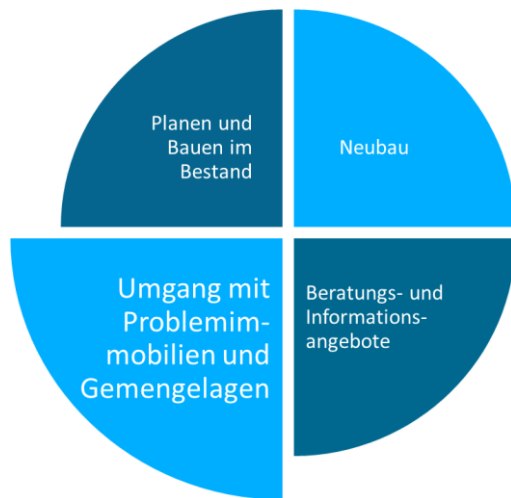 Planen und
Bauen im
Bestand
Neubau
Umgang mit
Problemim-
mobilien und
Gemengelagen
Beratungs- und
Informations-
angebote